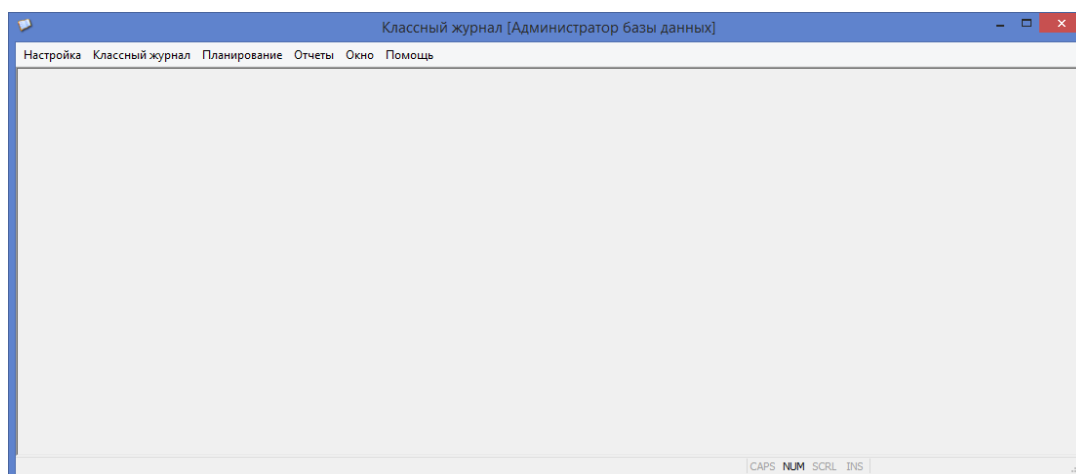 Классный журнал [Администратор базы данных]
Настройка Классный журнал Планирование Отчеты Окно Помощь
CAPS NUM SCRL INS